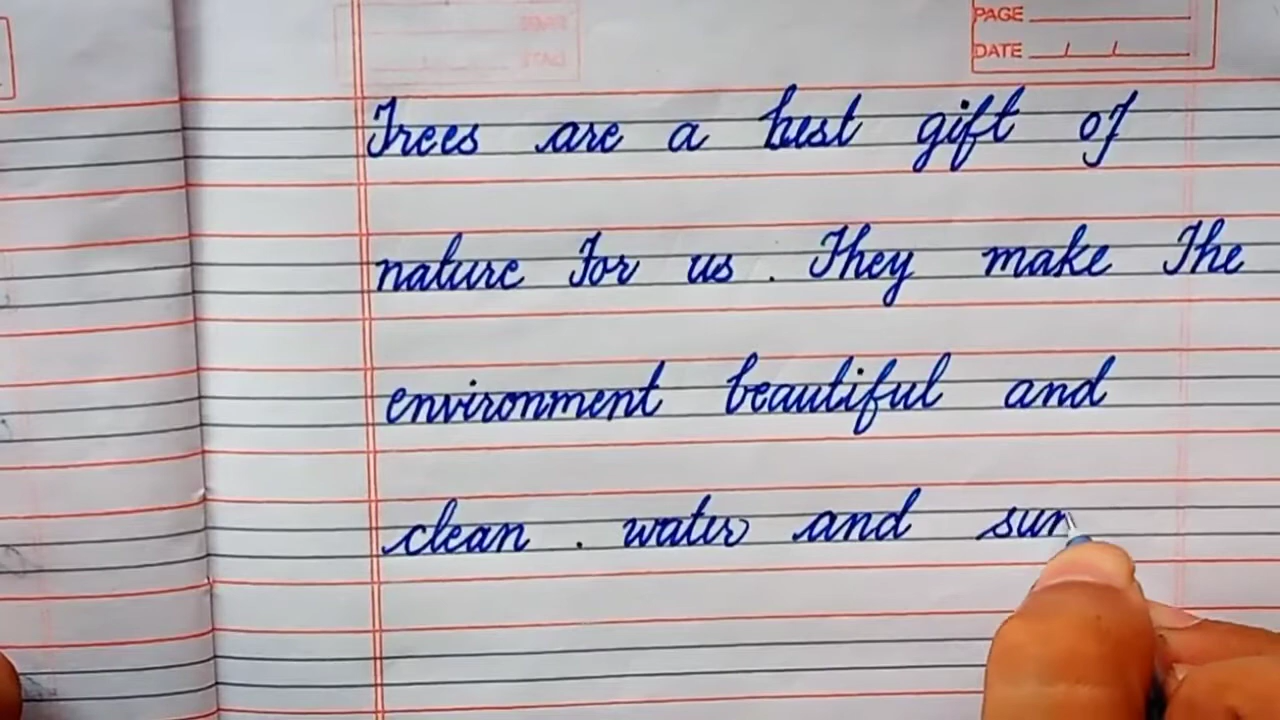 PAGE
DATE
Trees are a best gift of
nature for us . They make the
environment beautiful and
clean . water and sun